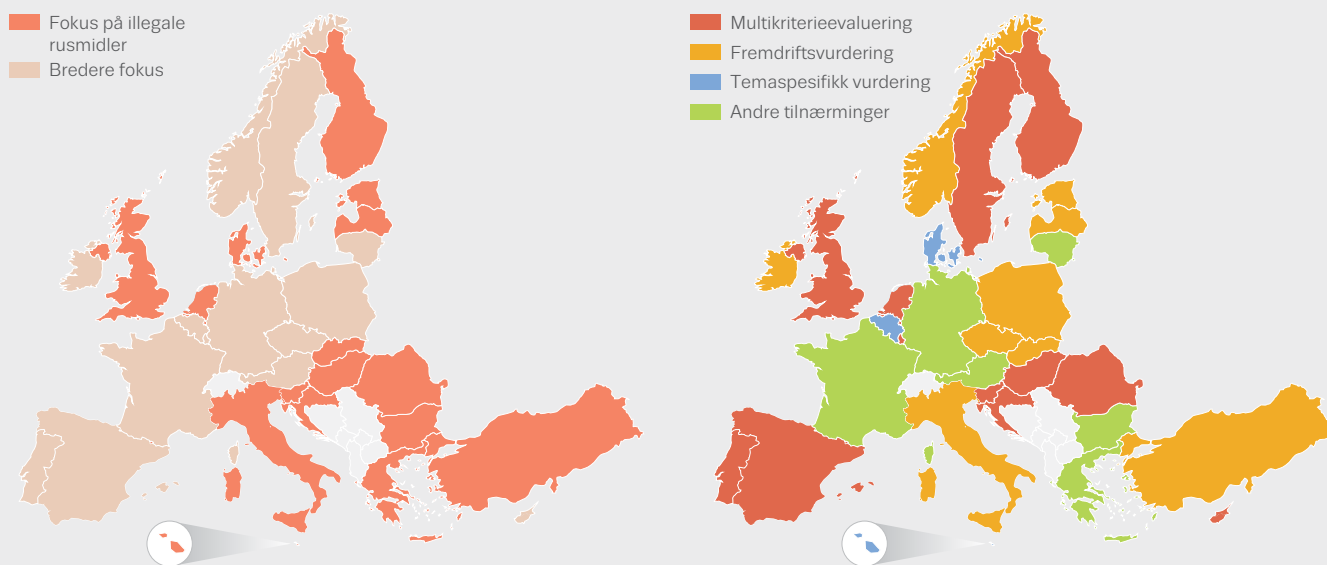 Fokus på illegale
rusmidler
Bredere fokus
Multikriterieevaluering
Fremdriftsvurdering
Temaspesifikk vurdering
Andre tilnærminger